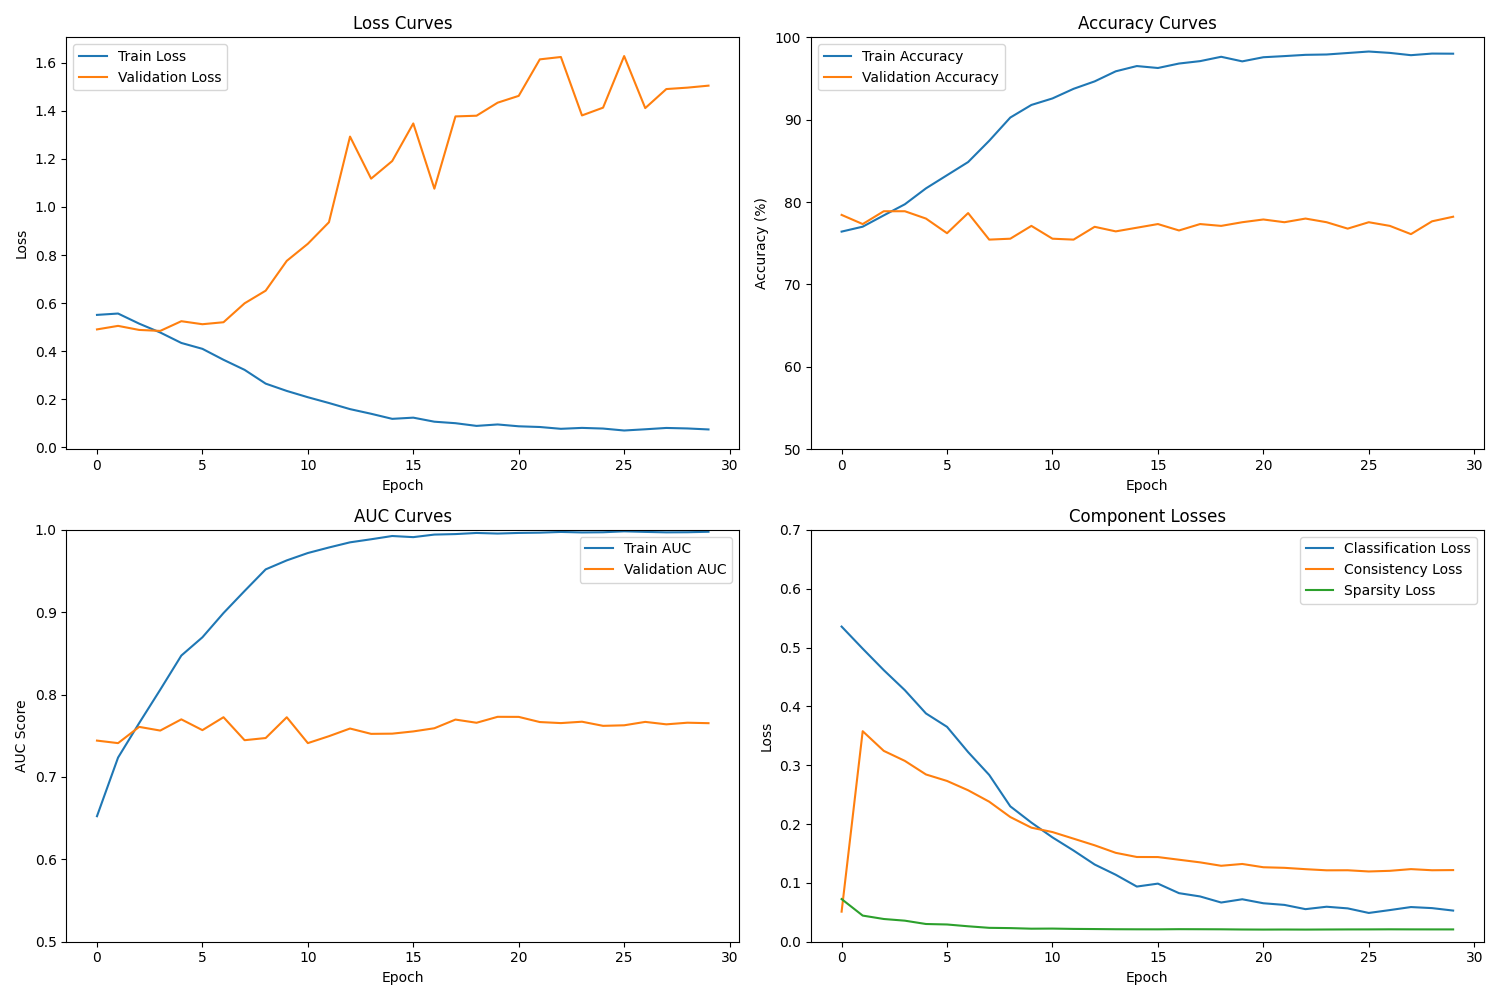 Loss Curves
Train Loss
Validation Loss
1.6
1.4
1.2
1.0
0.8
0.6
0.4
0.2
0.0
Loss
0 5 10 15 20 25 30
Epoch
Accuracy Curves
Train Accuracy
Validation Accuracy
100
90
80
70
60
50
Accuracy (%)
0 5 10 15 20 25 30
Epoch
AUC Curves
Train AUC
Validation AUC
1.0
0.9
0.8
0.7
0.6
0.5
AUC Score
0 5 10 15 20 25 30
Epoch
Component Losses
Classification Loss
Consistency Loss
Sparsity Loss
0.7
0.6
0.5
0.4
0.3
0.2
0.1
0.0
Loss
0 5 10 15 20 25 30
Epoch